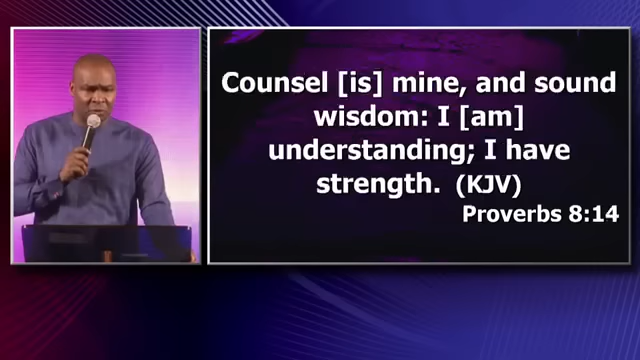 Counsel [is] mine, and sound
wisdom: I [am]
understanding; I have
strength. (KJV)
Proverbs 8:14